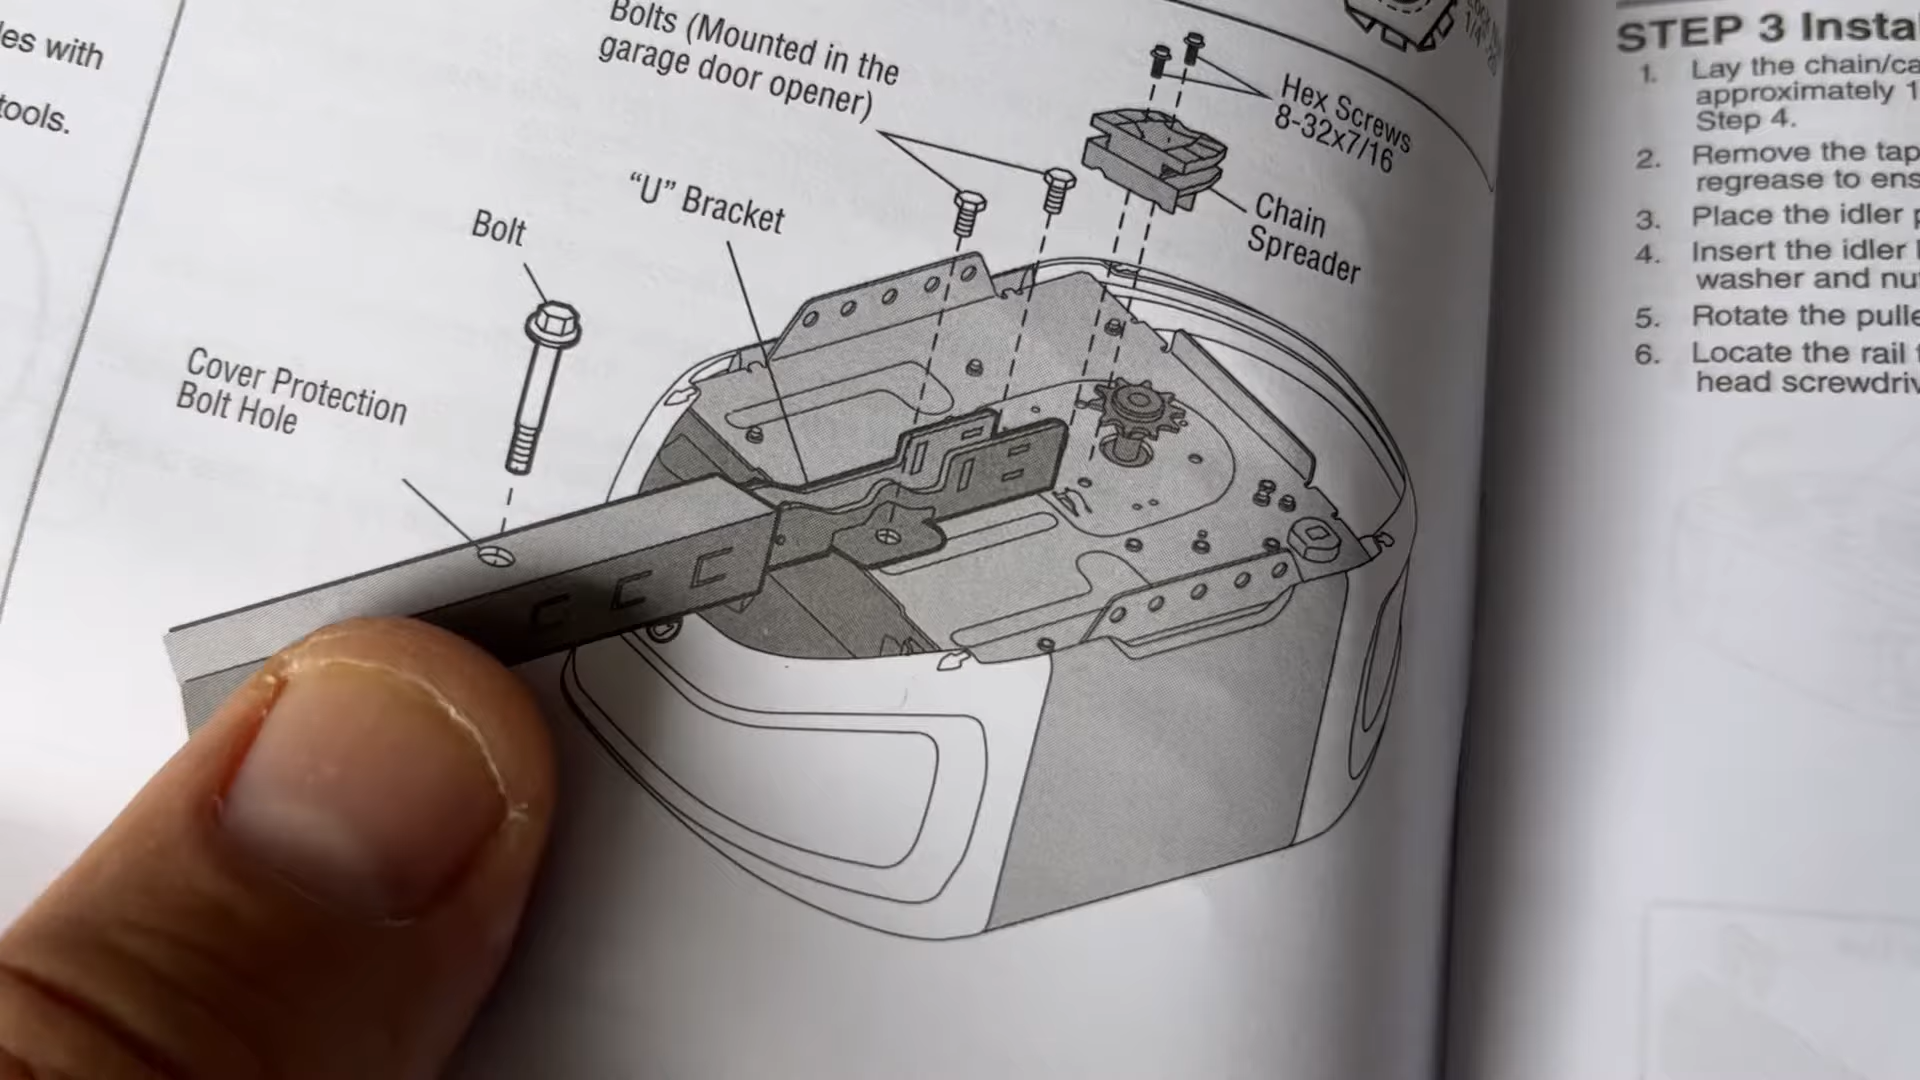 les with
tools.
Bolts (Mounted in the
garage door opener)
Hex Screws
8-32x7/16
"U" Bracket
Chain
Spreader
Bolt
Cover Protection
Bolt Hole
STEP 3 Insta
1. Lay the chain/ca
approximately 1
Step 4.
2. Remove the tap
regrease to ens
3. Place the idler p
4. Insert the idler
washer and nu
5. Rotate the pulle
6. Locate the rail
head screwdriv